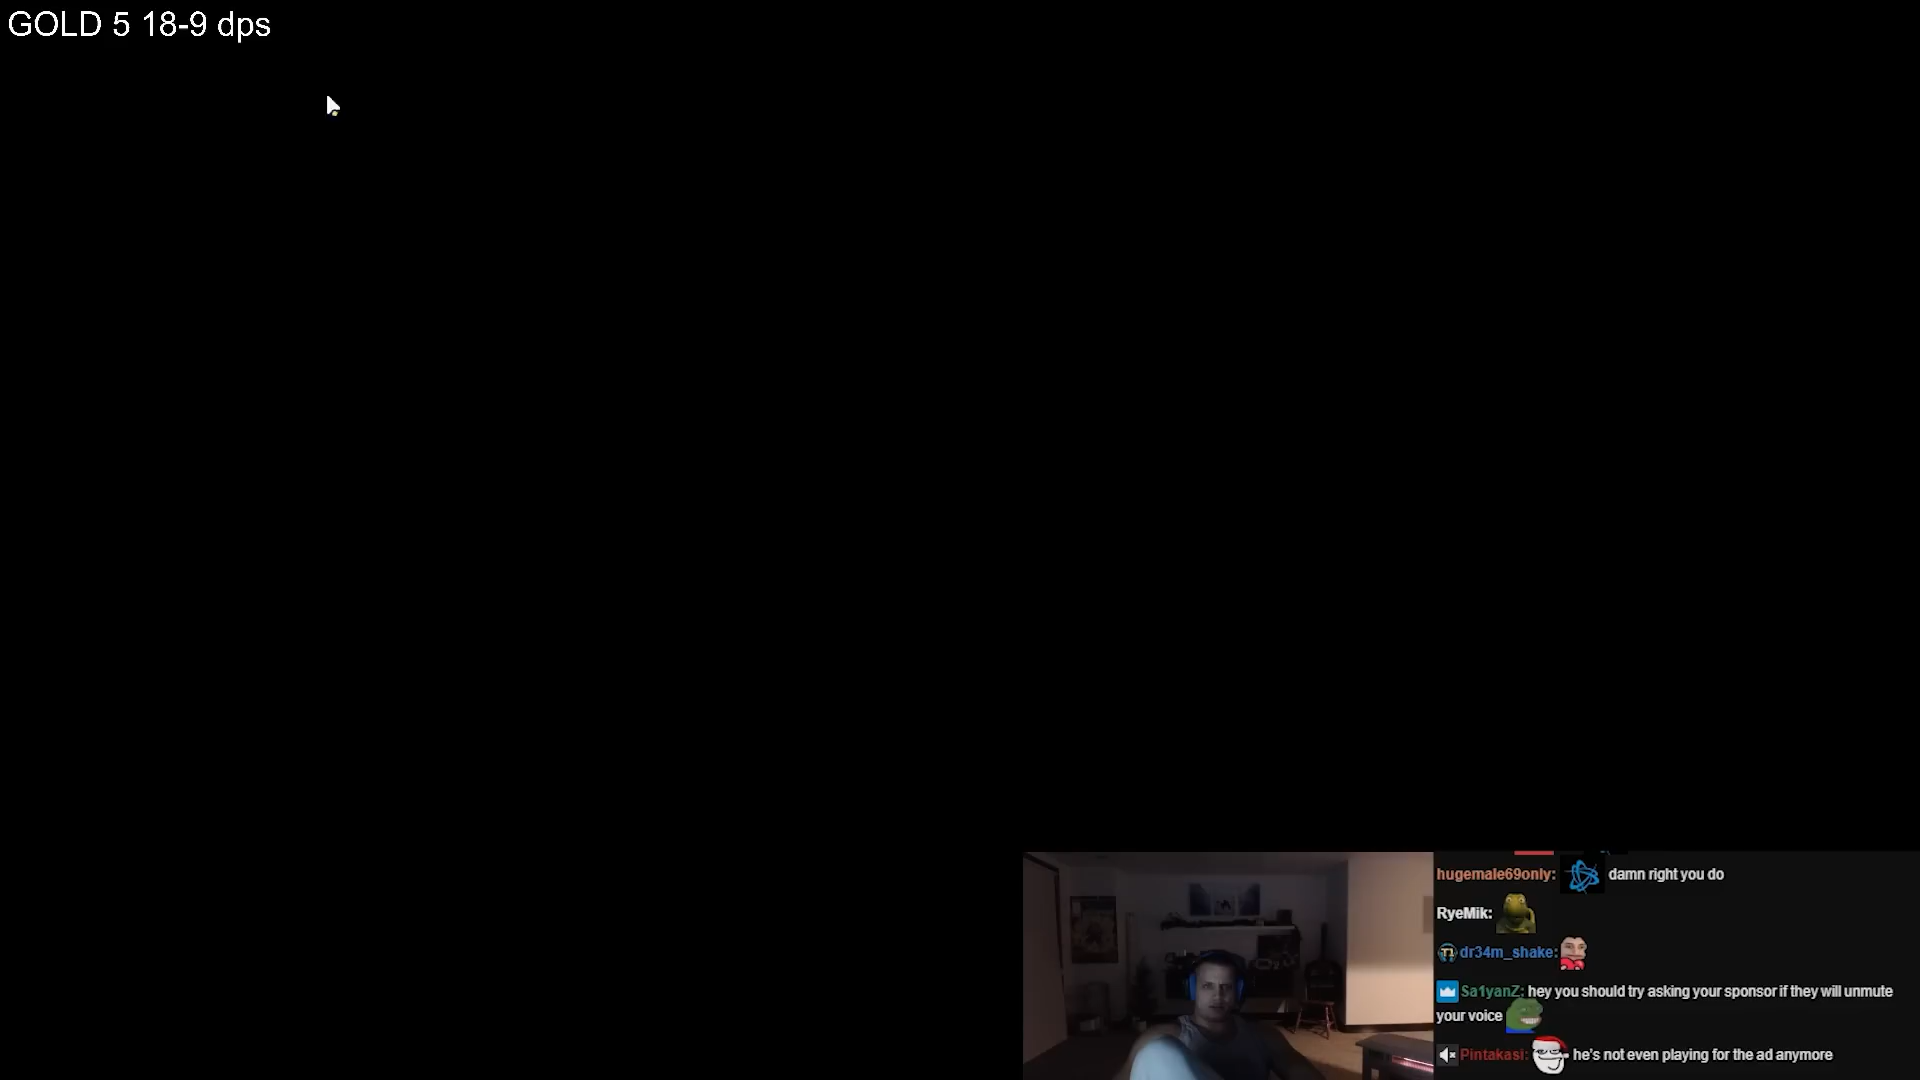 GOLD 5 18-9 dps
hugemale69only: damn right you do
RyeMik:
dr34m_shake:
Sa1yanZ: hey you should try asking your sponsor if they will unmute
your voice
Pintakasi: he's not even playing for the ad anymore